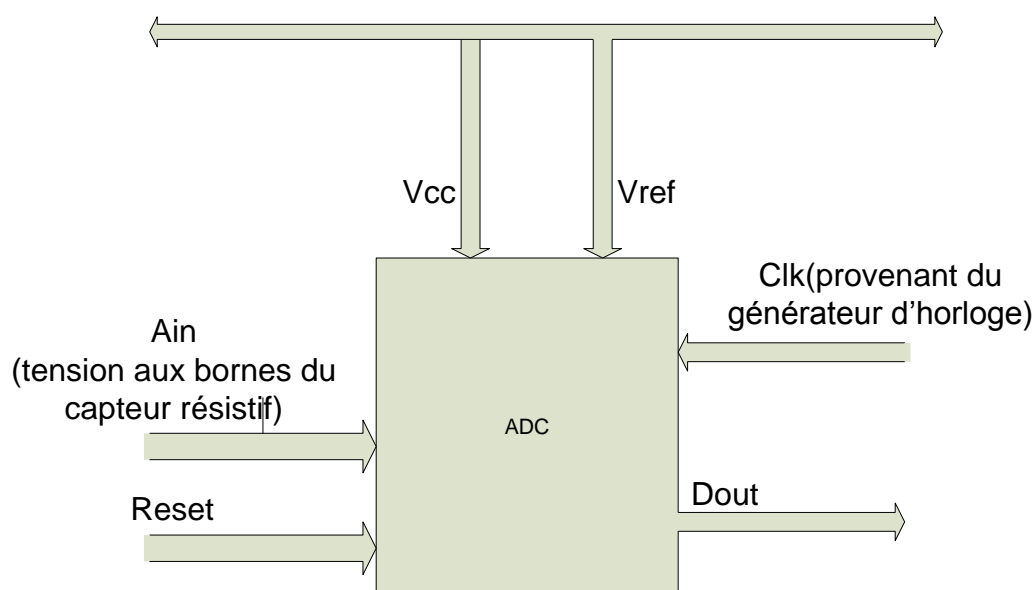 Vcc
Vref
Clk(provenant du
générateur d’horloge)
Ain
(tension aux bornes du
capteur résistif)
ADC
Dout
Reset